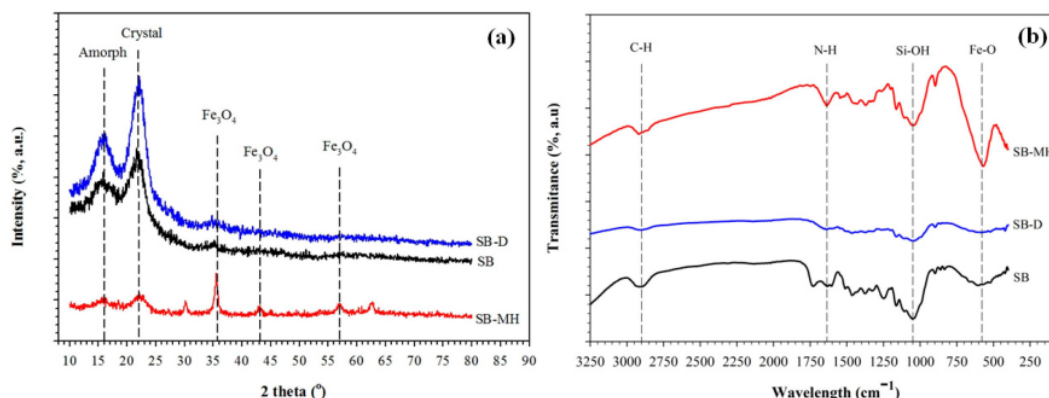 (a)
Crystal
Amorph
Fe3O4
Fe3O4
Fe3O4
SB-D
SB
SB-MH
Intensity (%, a.u.)
10 15 20 25 30 35 40 45 50 55 60 65 70 75 80 85 90
2 theta (°)
(b)
C-H
N-H
Si-OH
Fe-O
SB-MH
SB-D
SB
Transmitance (%, a.u)
3250 3000 2750 2500 2250 2000 1750 1500 1250 1000 750 500 250
Wavelength (cm⁻¹)